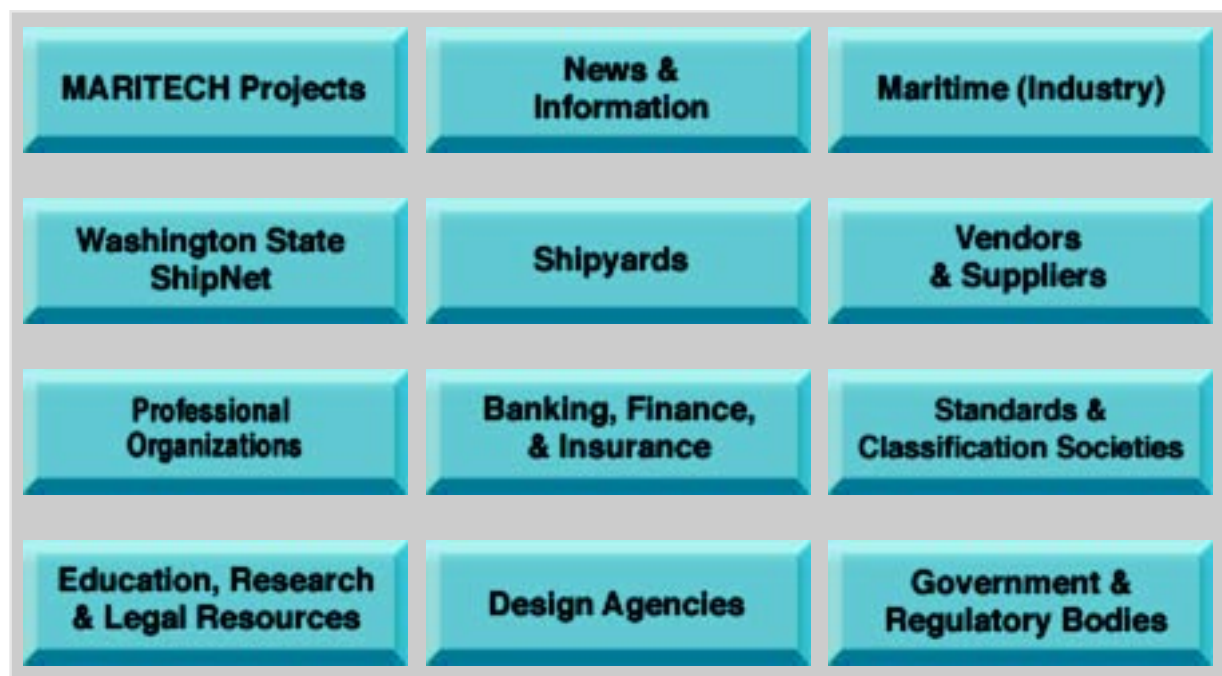 MARITECH Projects
News &
Information
Maritime (Industry)
Washington State
ShipNet
Shipyards
Vendors
& Suppliers
Professional
Organizations
Banking, Finance,
& Insurance
Standards &
Classification Societies
Education, Research
& Legal Resources
Design Agencies
Government &
Regulatory Bodies